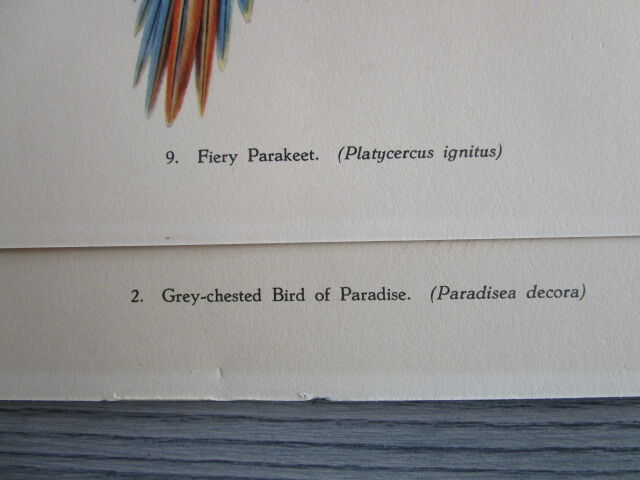 9. Fiery Parakeet. (Platycercus ignitus)
2. Grey-chested Bird of Paradise. (Paradisea decora)